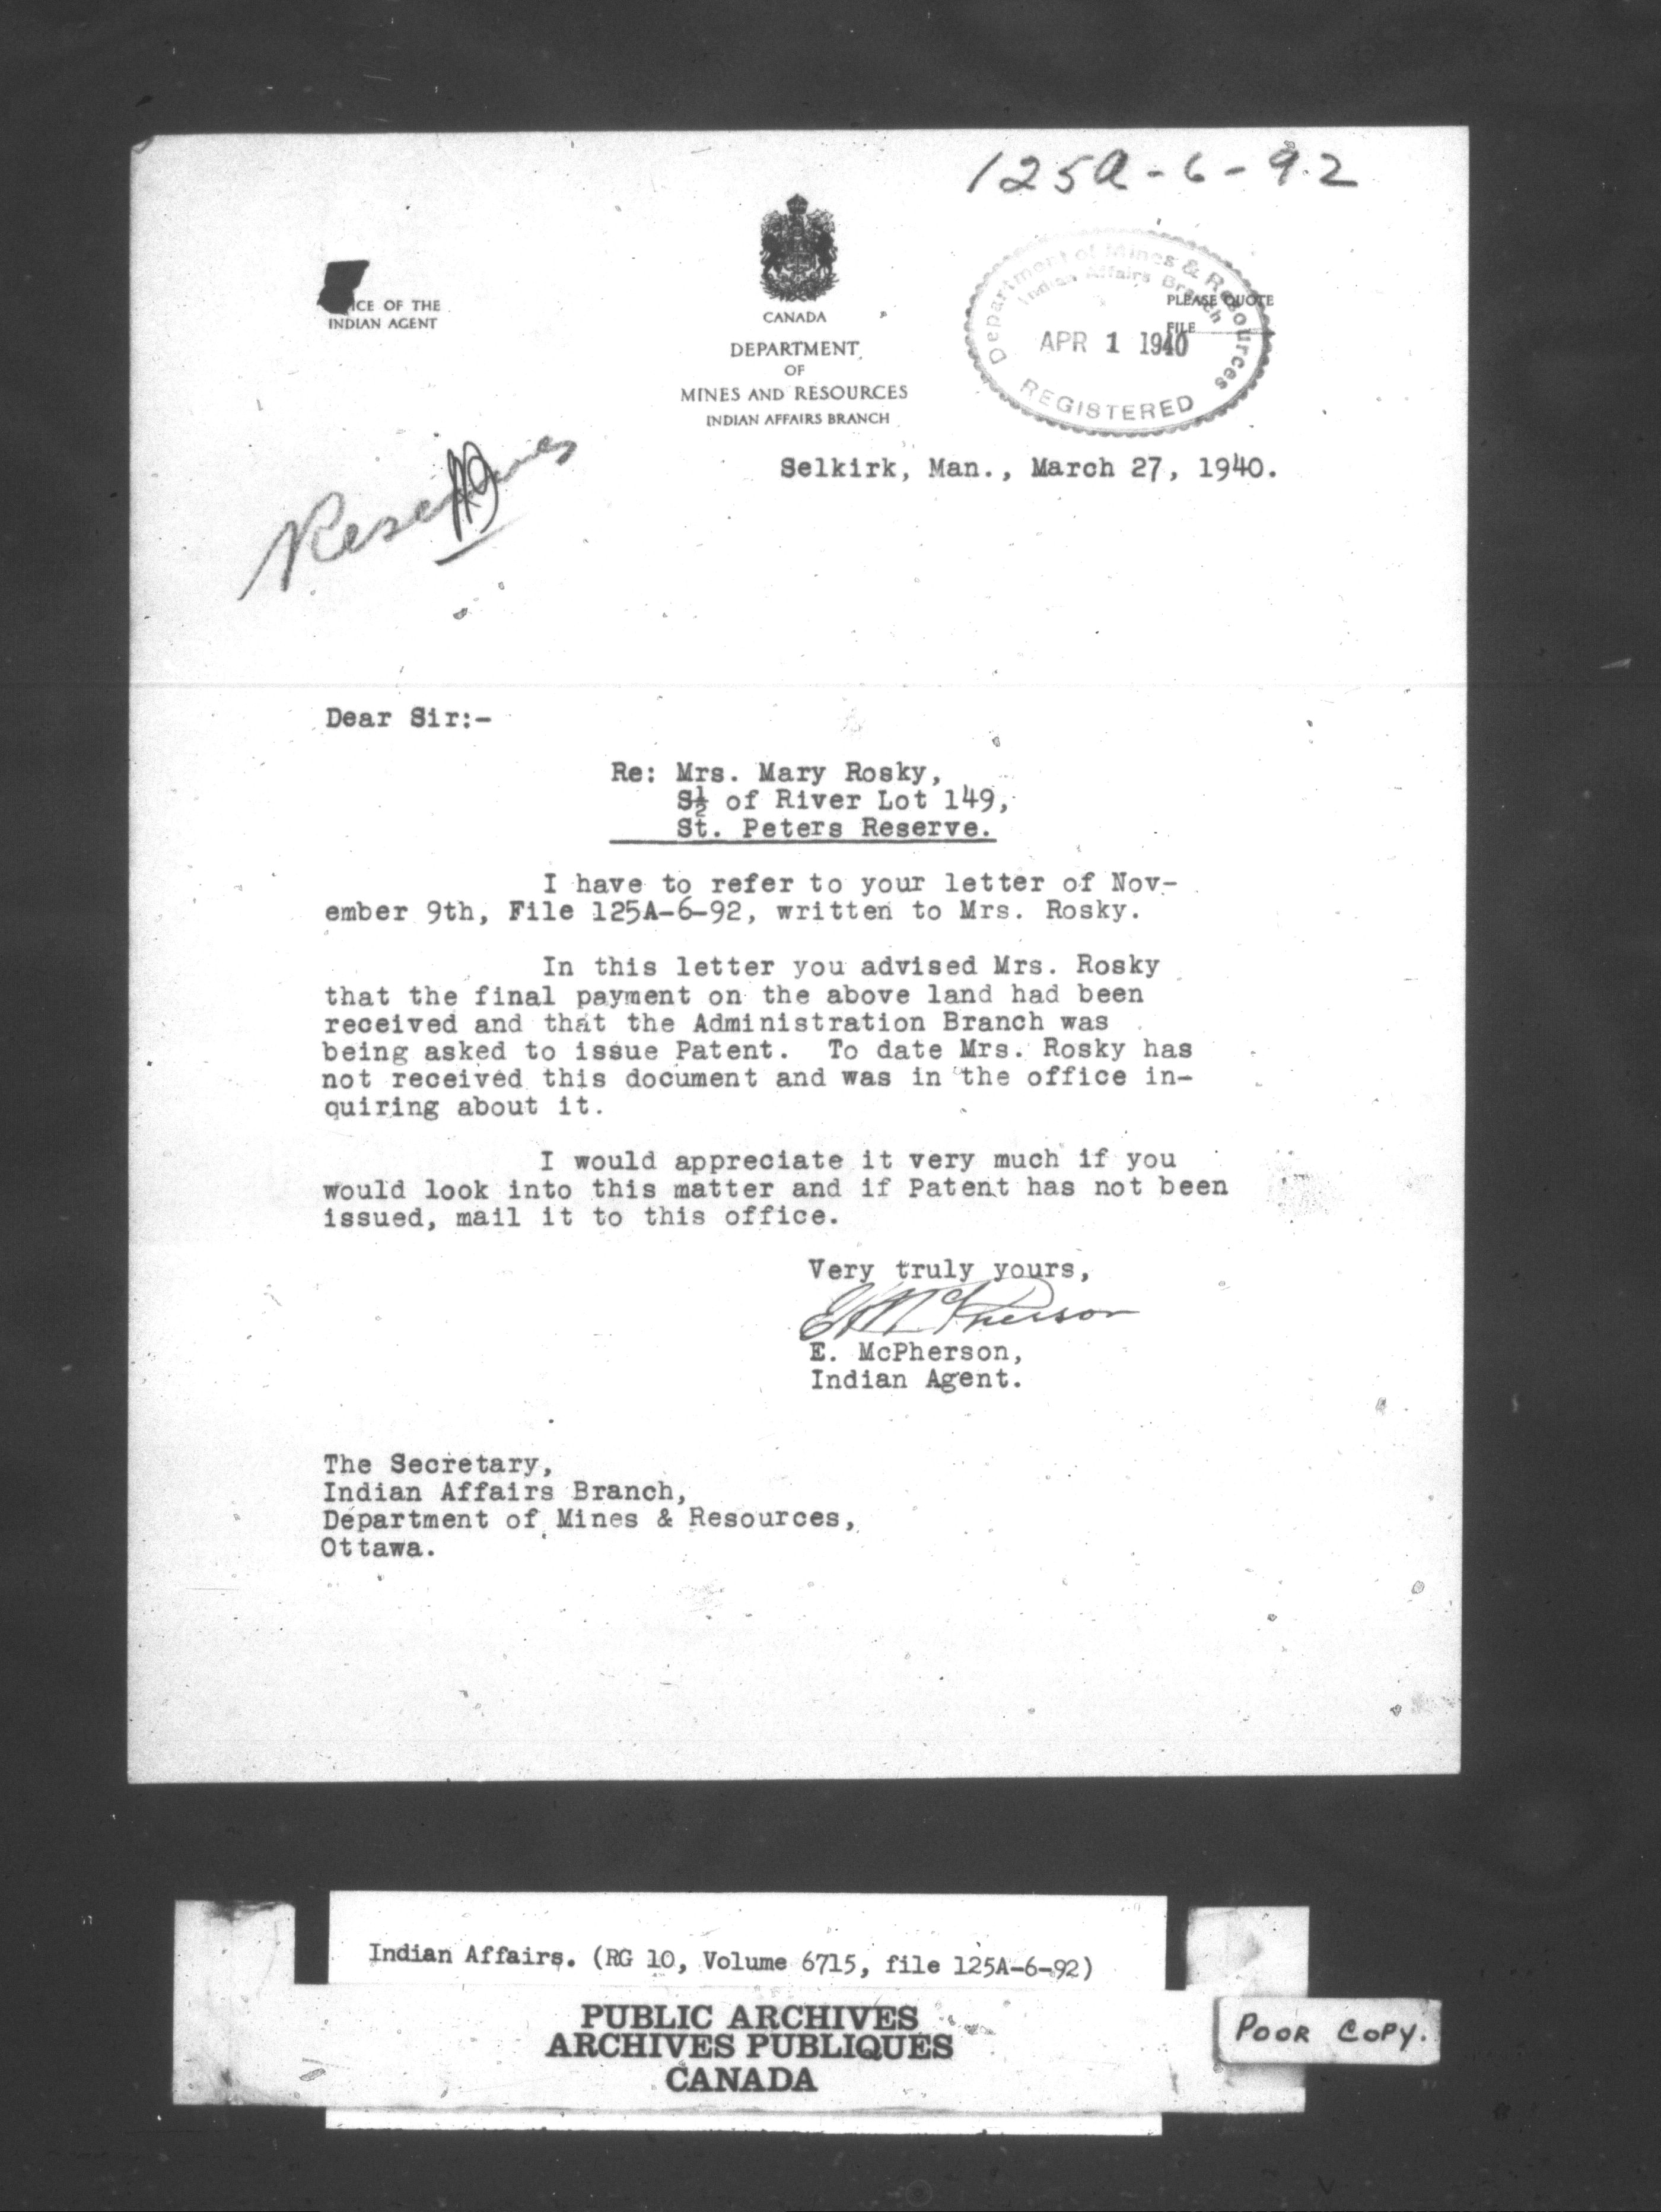 125A-6-92
ICE OF THE
INDIAN AGENT
CANADA
DEPARTMENT
OF
MINES AND RESOURCES
INDIAN AFFAIRS BRANCH
Department of Mines & Resources
Indian Affairs Branch
APR 1 1940
REGISTERED
PLEASE QUOTE
FILE
Selkirk, Man., March 27, 1940.
Dear Sir:-
Re: Mrs. Mary Rosky,
S½ of River Lot 149,
St. Peters Reserve.
I have to refer to your letter of Nov-
ember 9th, File 125A-6-92, written to Mrs. Rosky.
In this letter you advised Mrs. Rosky
that the final payment on the above land had been
received and that the Administration Branch was
being asked to issue Patent. To date Mrs. Rosky has
not received this document and was in the office in-
quiring about it.
I would appreciate it very much if you
would look into this matter and if Patent has not been
issued, mail it to this office.
Very truly yours,
E McPherson
E. McPherson,
Indian Agent.
The Secretary,
Indian Affairs Branch,
Department of Mines & Resources,
Ottawa.
Indian Affairs. (RG 10, Volume 6715, file 125A-6-92)
PUBLIC ARCHIVES
ARCHIVES PUBLIQUES
CANADA
POOR COPY.